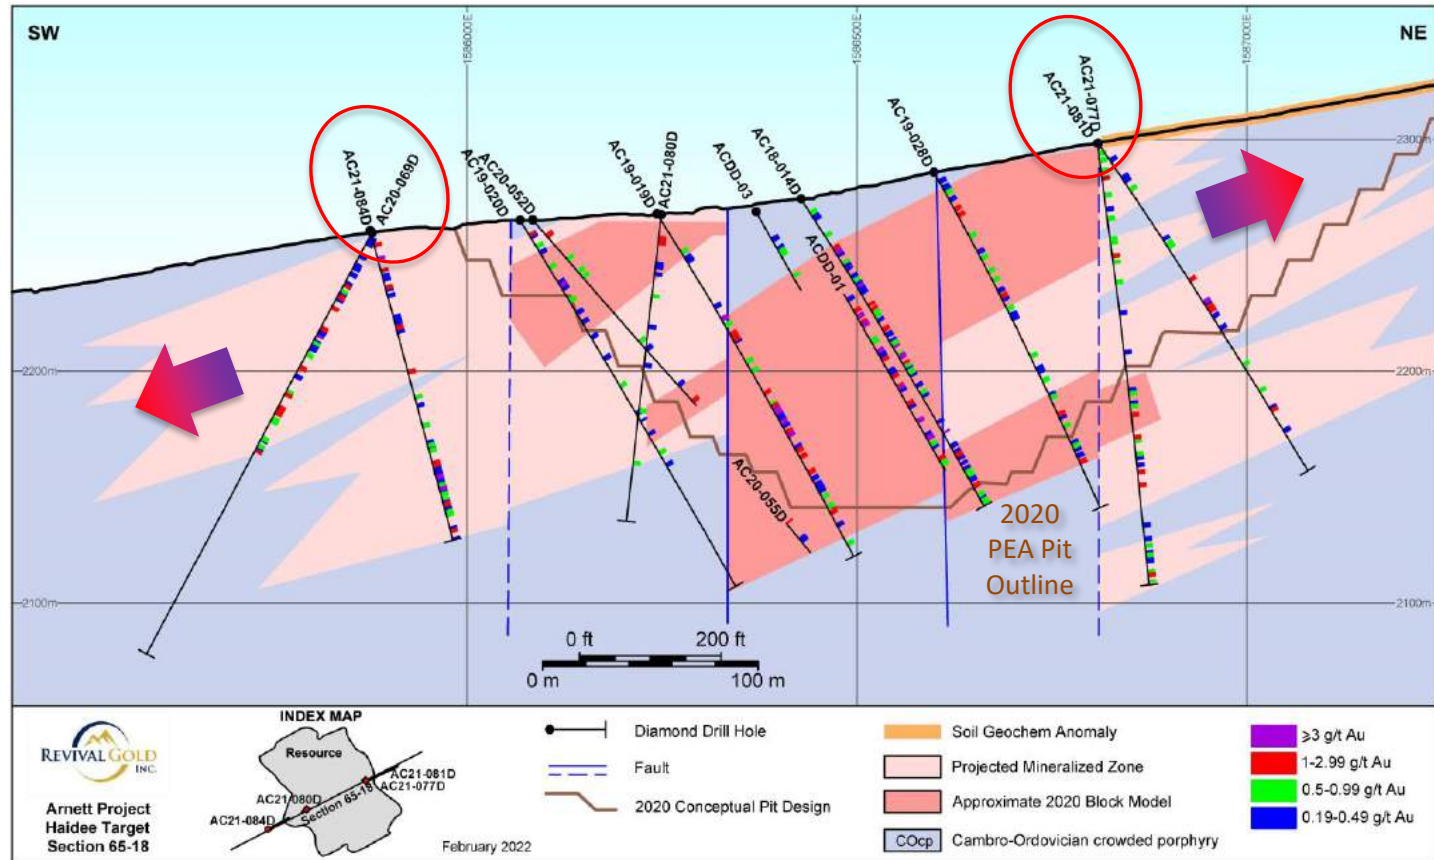 SW
NE
1586000E
1586500E
1587000E
AC21-084D
AC20-069D
AC19-020D
AC20-052D
AC19-019D
AC21-080D
ACDD-03
AC18-014D
ACDD-01
AC19-028D
AC21-081D
AC21-077D
AC20-055D
2300m
2300m
2200m
2200m
2100m
2100m
2020
PEA Pit
Outline
0 ft 200 ft
0 m 100 m
REVIVAL GOLD
INC.
Arnett Project
Haidee Target
Section 65-18
INDEX MAP
Resource
AC21-081D
AC21-077D
AC21-080D
Section 65-18
AC21-084D
February 2022
Diamond Drill Hole
Fault
2020 Conceptual Pit Design
Soil Geochem Anomaly
Projected Mineralized Zone
Approximate 2020 Block Model
COcp Cambro-Ordovician crowded porphyry
⩾3 g/t Au
1-2.99 g/t Au
0.5-0.99 g/t Au
0.19-0.49 g/t Au